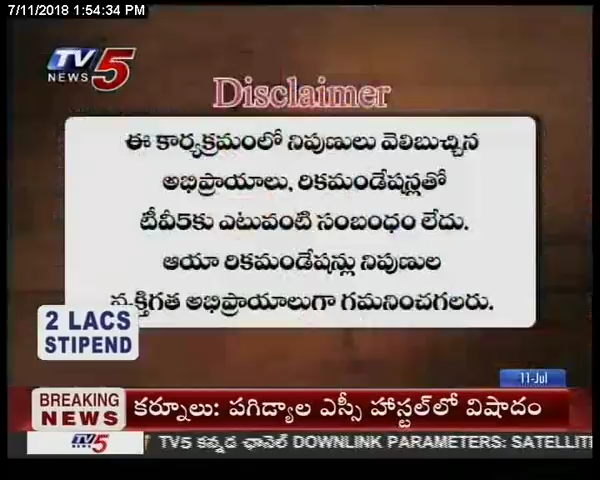 7/11/2018 1:54:34 PM
TV5
NEWS
Disclaimer
ఈ కార్యక్రమంలో నిపుణులు వెలిబుచ్చిన
అభిప్రాయాలు, రికమండేషన్లతో
టీవీ5కు ఎటువంటి సంబంధం లేదు.
ఆయా రికమండేషన్లు నిపుణుల
వ్యక్తిగత అభిప్రాయాలుగా గమనించగలరు.
2 LACS
STIPEND
11-Jul
BREAKING
NEWS
కర్నూలు: పగిడ్యాల ఎస్సీ హాస్టల్‌లో విషాదం
TV5
TV5 కన్నడ ఛానెల్ DOWNLINK PARAMETERS: SATELLIT